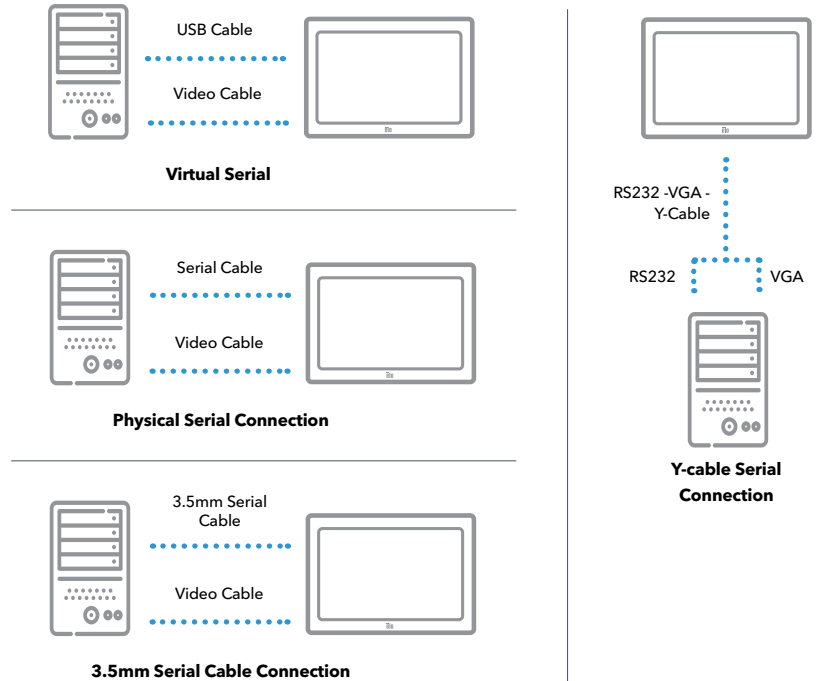 USB Cable
Video Cable
Virtual Serial
Serial Cable
Video Cable
Physical Serial Connection
3.5mm Serial
Cable
Video Cable
3.5mm Serial Cable Connection
RS232 -VGA -
Y-Cable
RS232
VGA
Y-cable Serial
Connection